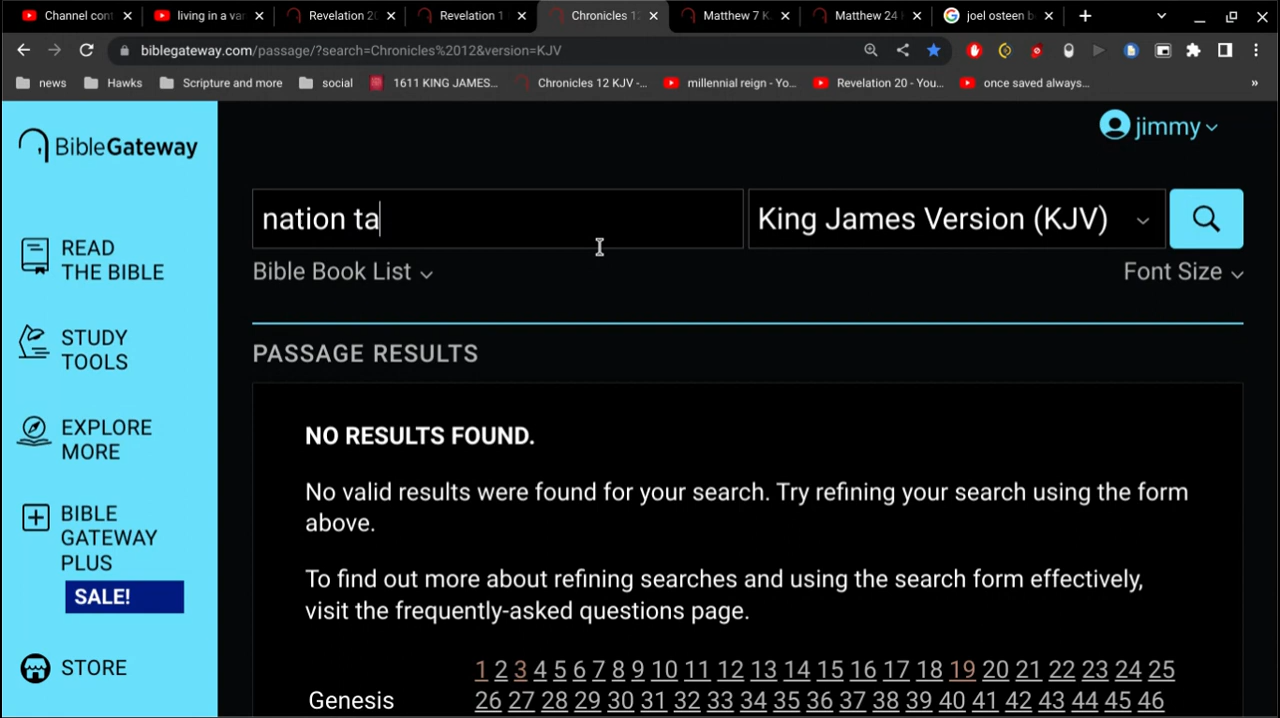 Channel cont
living in a var
Revelation 20
Revelation 1
Chronicles 12
Matthew 7 K
Matthew 24
joel osteen b
biblegateway.com/passage/?search=Chronicles%2012&version=KJV
news
Hawks
Scripture and more
social
1611 KING JAMES...
Chronicles 12 KJV -...
millennial reign - Yo...
Revelation 20 - You...
once saved always...
»
BibleGateway
jimmy
nation ta
King James Version (KJV)
Bible Book List
Font Size
READ
THE BIBLE
STUDY
TOOLS
EXPLORE
MORE
BIBLE
GATEWAY
PLUS
SALE!
STORE
PASSAGE RESULTS
NO RESULTS FOUND.
No valid results were found for your search. Try refining your search using the form
above.
To find out more about refining searches and using the search form effectively,
visit the frequently-asked questions page.
Genesis
1 2 3 4 5 6 7 8 9 10 11 12 13 14 15 16 17 18 19 20 21 22 23 24 25
26 27 28 29 30 31 32 33 34 35 36 37 38 39 40 41 42 43 44 45 46